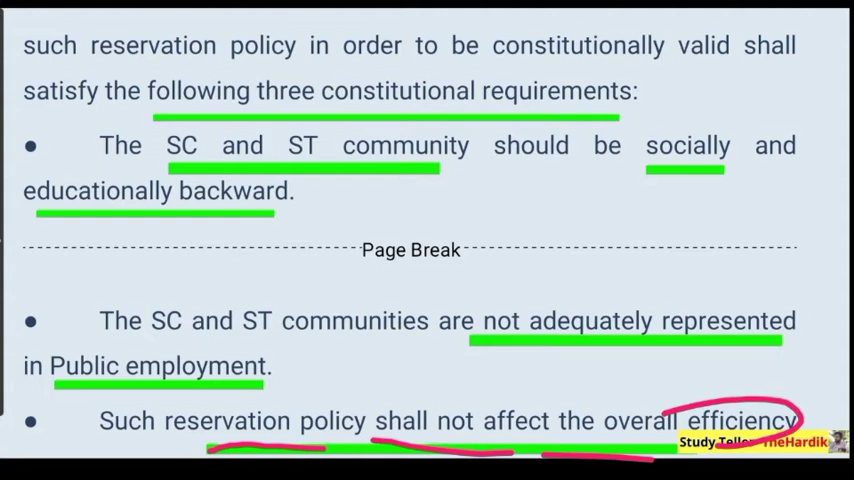 such reservation policy in order to be constitutionally valid shall
satisfy the following three constitutional requirements:
● The SC and ST community should be socially and
educationally backward.
Page Break
● The SC and ST communities are not adequately represented
in Public employment.
● Such reservation policy shall not affect the overall efficiency
Study Teller TheHardik